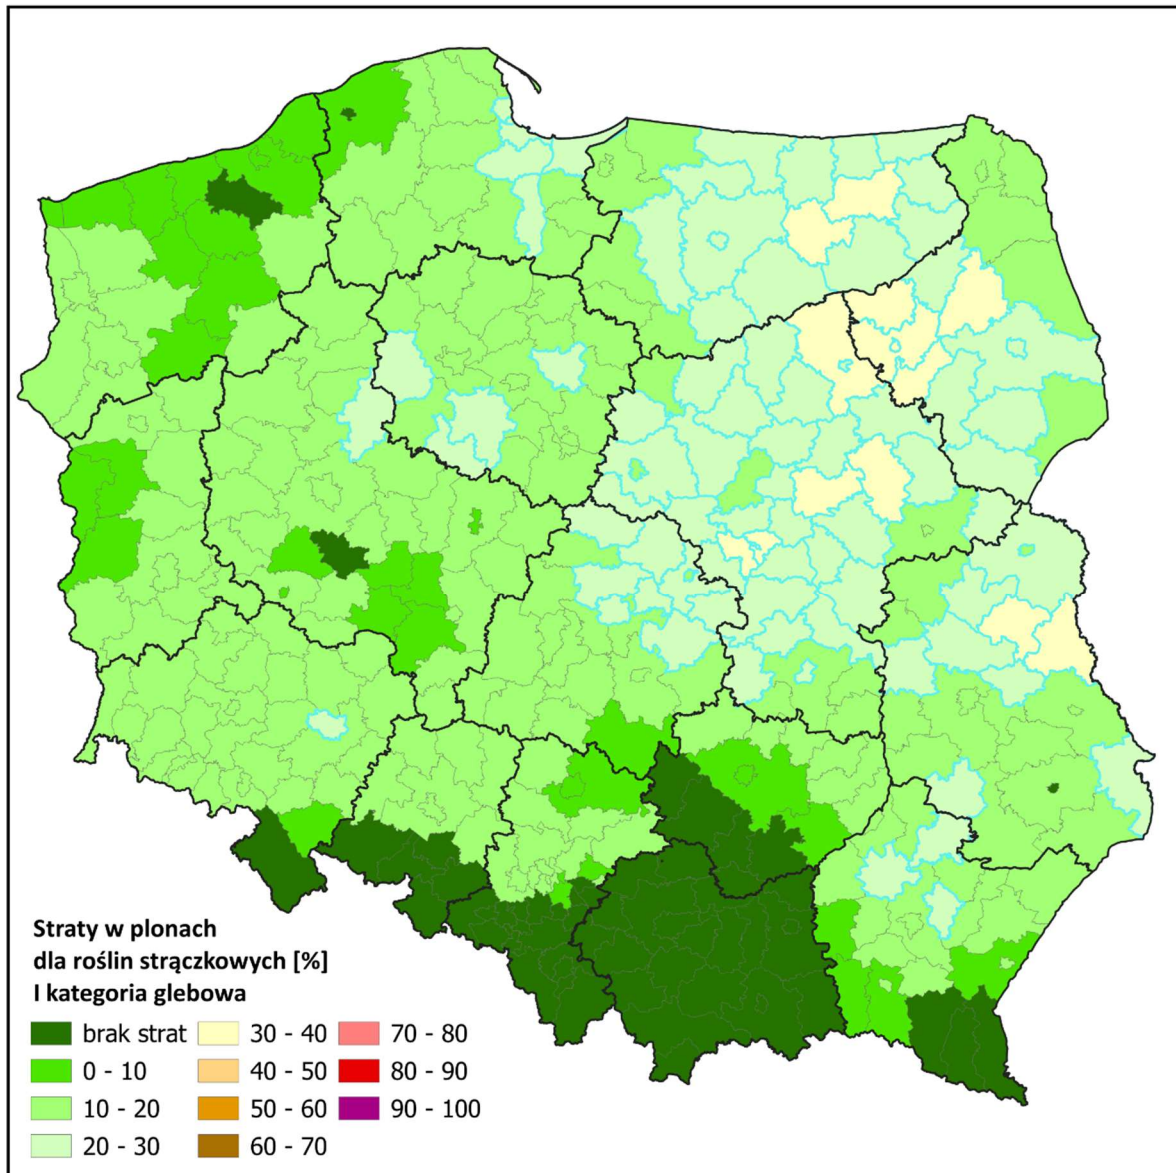 Straty w plonach
dla roślin strączkowych [%]
I kategoria glebowa
brak strat
0 - 10
10 - 20
20 - 30
30 - 40
40 - 50
50 - 60
60 - 70
70 - 80
80 - 90
90 - 100